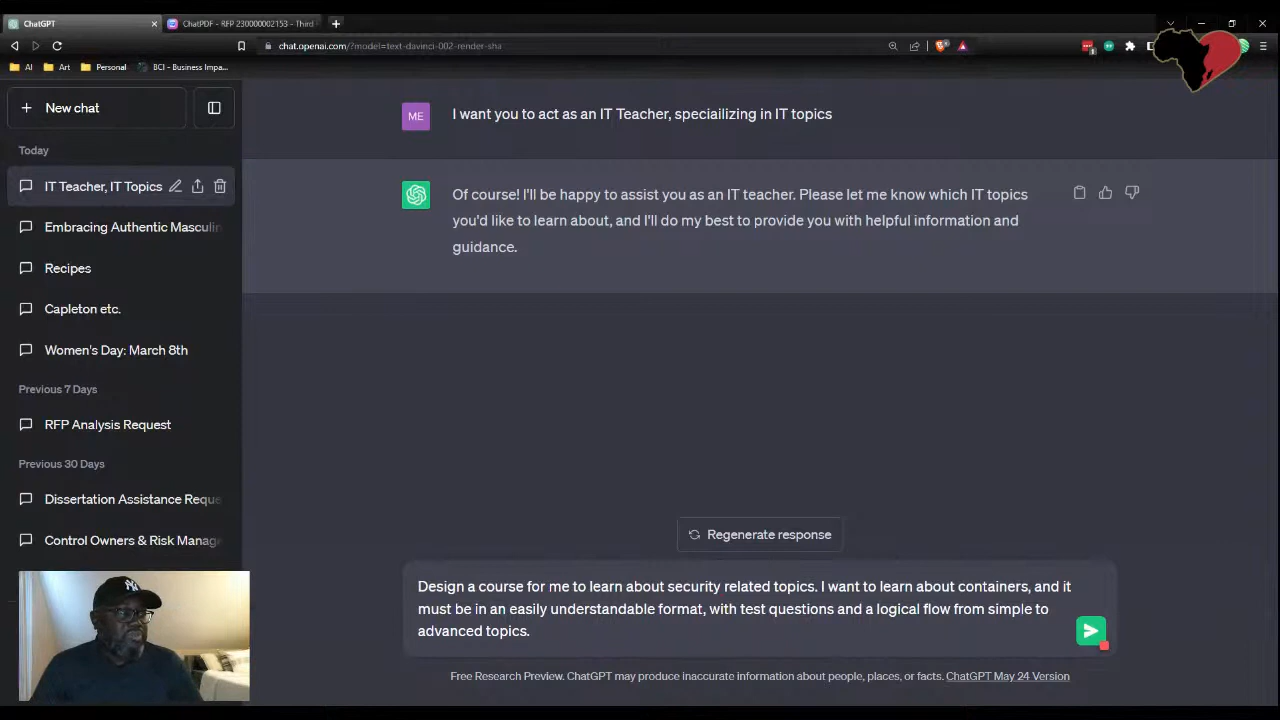 ChatGPT
ChatPDF - RFP 230000002153 - Third
chat.openai.com/?model=text-davinci-002-render-sha
AI
Art
Personal
BCI - Business Impa...
New chat
Today
IT Teacher, IT Topics
Embracing Authentic Masculin
Recipes
Capleton etc.
Women's Day: March 8th
Previous 7 Days
RFP Analysis Request
Previous 30 Days
Dissertation Assistance Reque
Control Owners & Risk Manage
ME
I want you to act as an IT Teacher, speciailizing in IT topics
Of course! I'll be happy to assist you as an IT teacher. Please let me know which IT topics
you'd like to learn about, and I'll do my best to provide you with helpful information and
guidance.
Regenerate response
Design a course for me to learn about security related topics. I want to learn about containers, and it
must be in an easily understandable format, with test questions and a logical flow from simple to
advanced topics.
Free Research Preview. ChatGPT may produce inaccurate information about people, places, or facts. ChatGPT May 24 Version